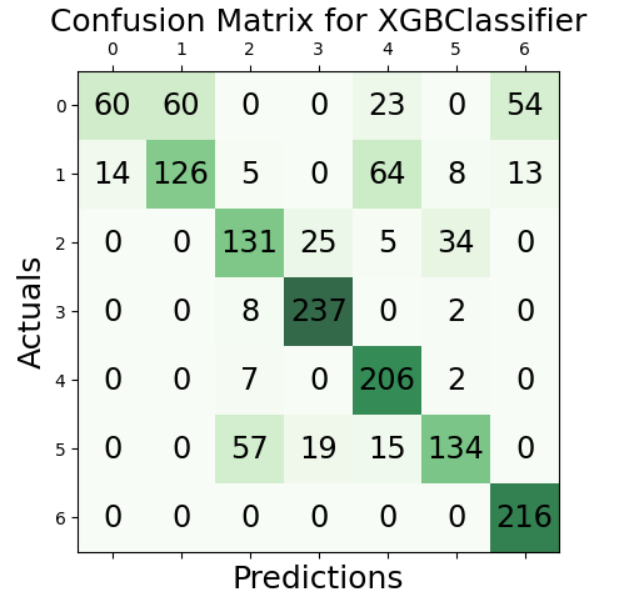 Confusion Matrix for XGBClassifier
0 1 2 3 4 5 6
0 60 60 0 0 23 0 54
1 14 126 5 0 64 8 13
2 0 0 131 25 5 34 0
3 0 0 8 237 0 2 0
4 0 0 7 0 206 2 0
5 0 0 57 19 15 134 0
6 0 0 0 0 0 0 216
Actuals
Predictions